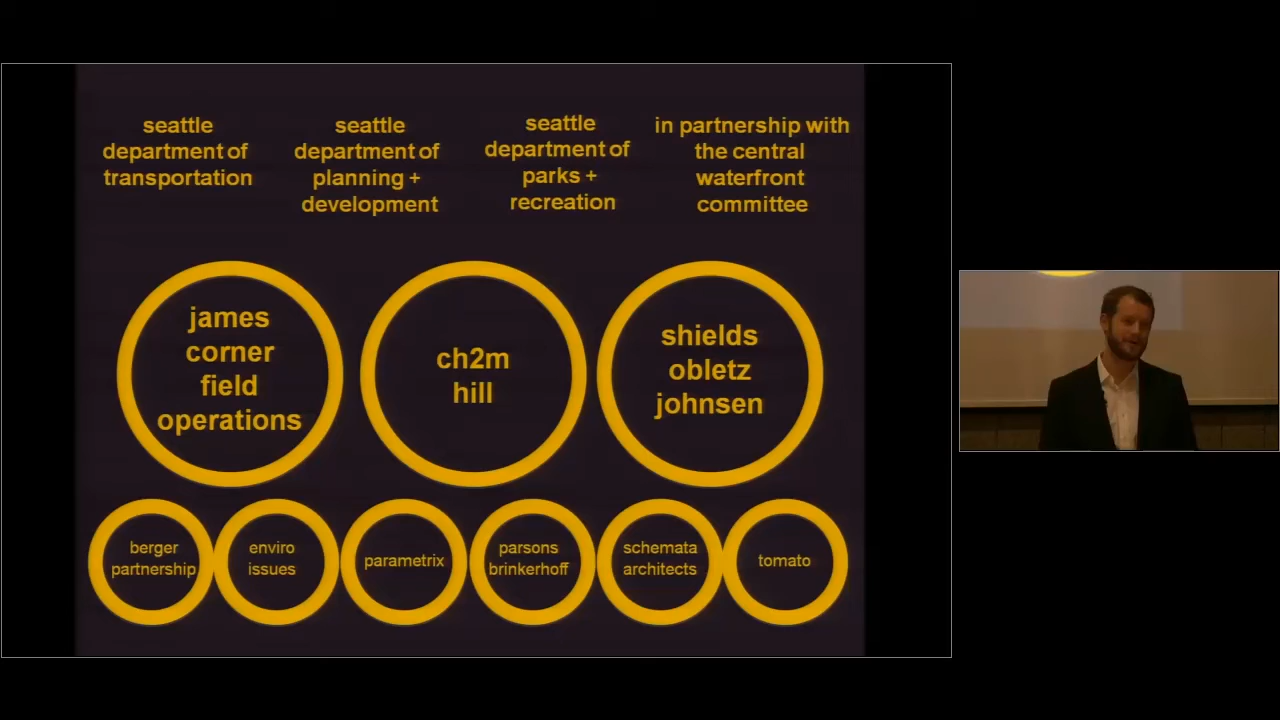 seattle
department of
transportation
seattle
department of
planning +
development
seattle
department of
parks +
recreation
in partnership with
the central
waterfront
committee
james
corner
field
operations
ch2m
hill
shields
obletz
johnsen
berger
partnership
enviro
issues
parametrix
parsons
brinkerhoff
schemata
architects
tomato